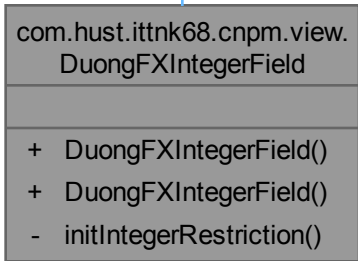 com.hust.ittnk68.cnpm.view.
DuongFXIntegerField
+ DuongFXIntegerField()
+ DuongFXIntegerField()
- initIntegerRestriction()